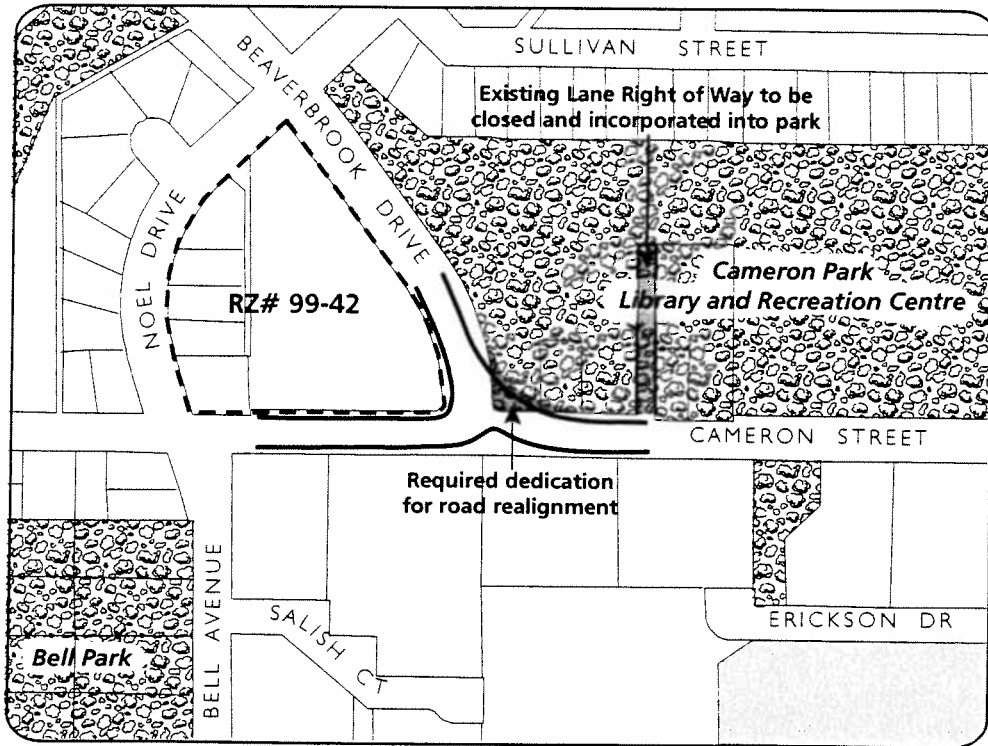 SULLIVAN STREET
BEAVERBROOK DRIVE
Existing Lane Right of Way to be
closed and incorporated into park
NOEL DRIVE
RZ# 99-42
Cameron Park
Library and Recreation Centre
CAMERON STREET
Required dedication
for road realignment
BELL AVENUE
SALISH CT
ERICKSON DR
Bell Park